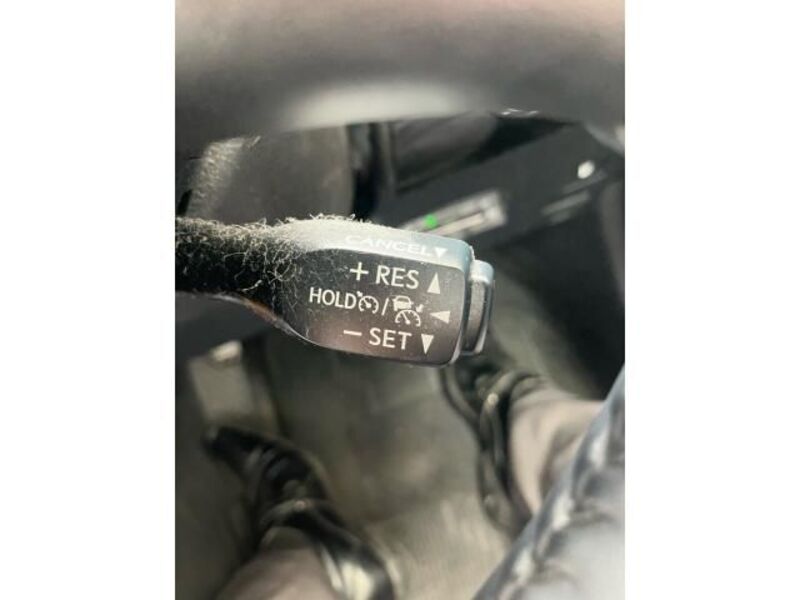 CANCEL▼
+ RES ▲
HOLD / ◀
− SET ▼